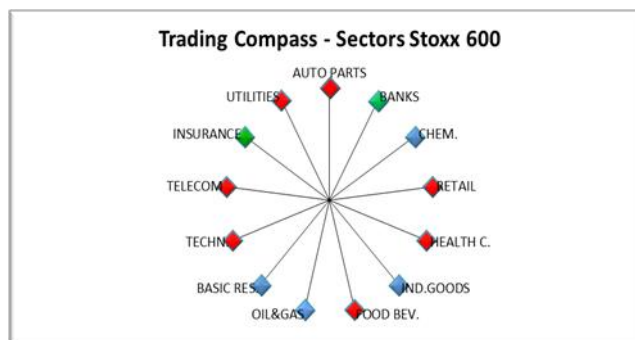 Trading Compass - Sectors Stoxx 600
AUTO PARTS
UTILITIES
BANKS
INSURANCE
CHEM.
TELECOM
RETAIL
TECHN.
HEALTH C.
BASIC RES.
IND.GOODS
OIL&GAS
FOOD BEV.